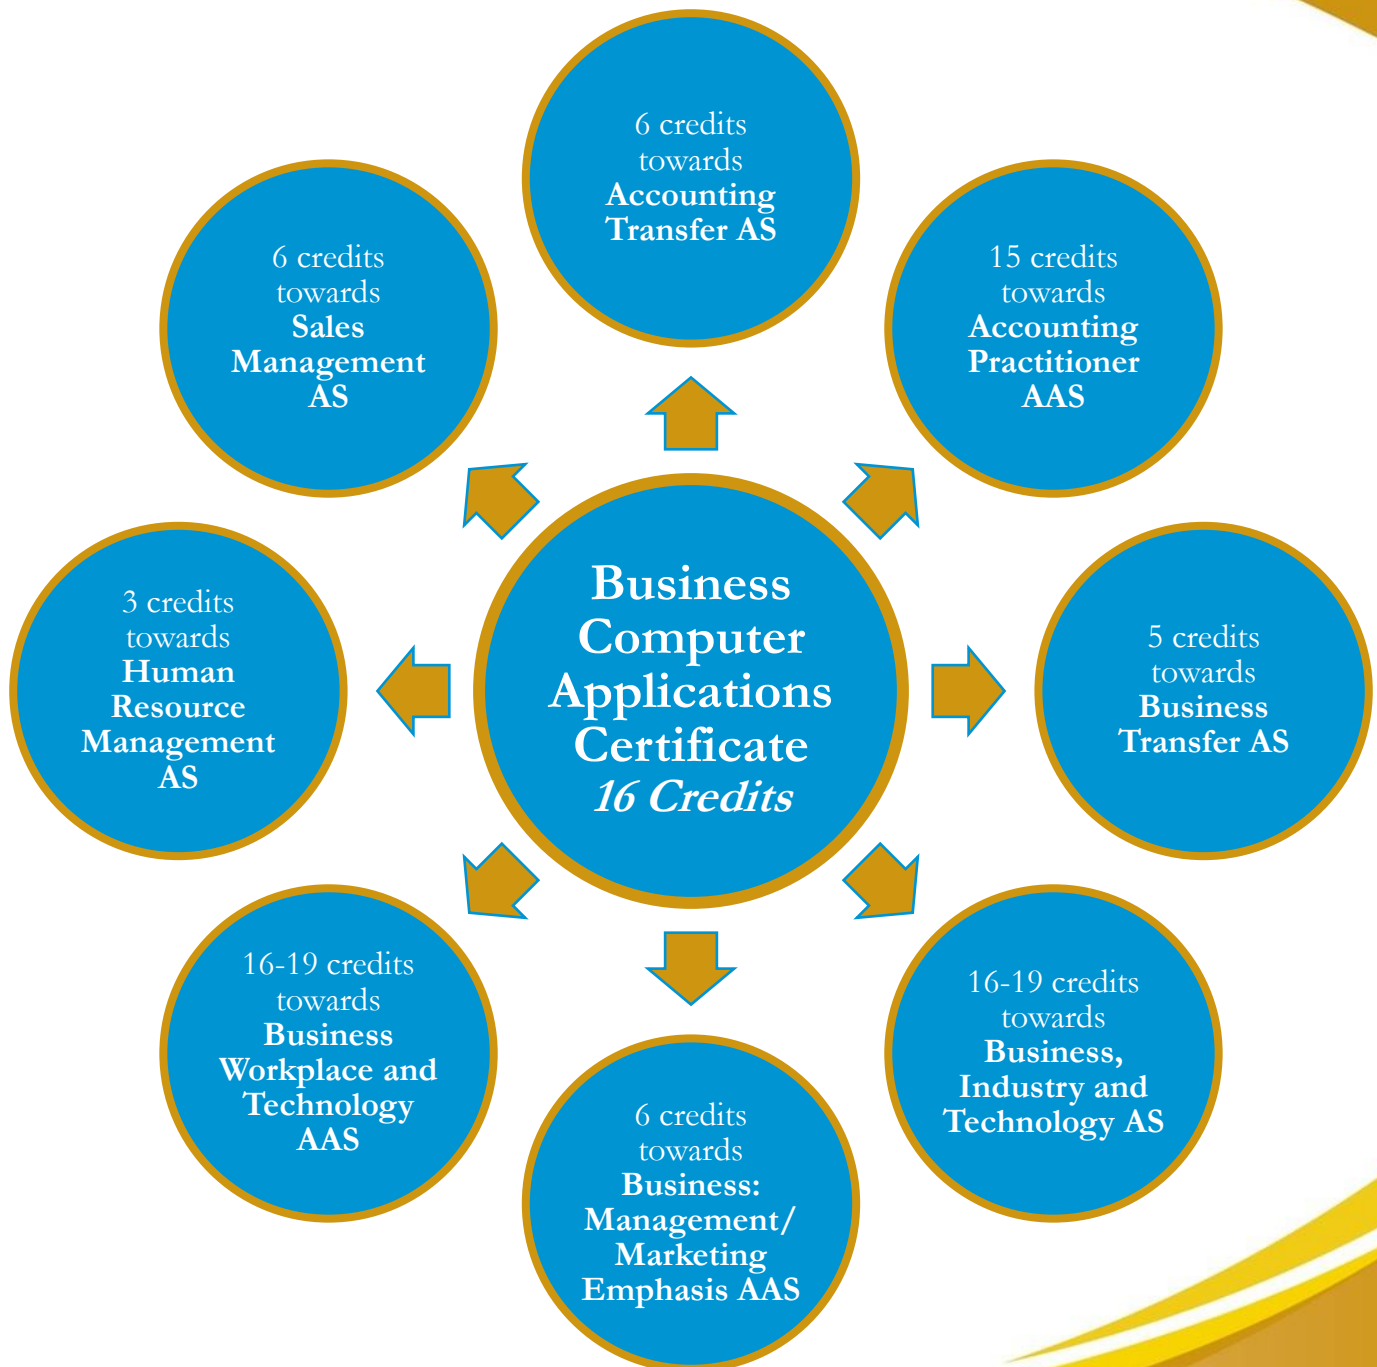 6 credits
towards
Accounting
Transfer AS
15 credits
towards
Accounting
Practitioner
AAS
5 credits
towards
Business
Transfer AS
16-19 credits
towards
Business,
Industry and
Technology AS
6 credits
towards
Business:
Management/
Marketing
Emphasis AAS
16-19 credits
towards
Business
Workplace and
Technology
AAS
3 credits
towards
Human
Resource
Management
AS
6 credits
towards
Sales
Management
AS
Business
Computer
Applications
Certificate
16 Credits